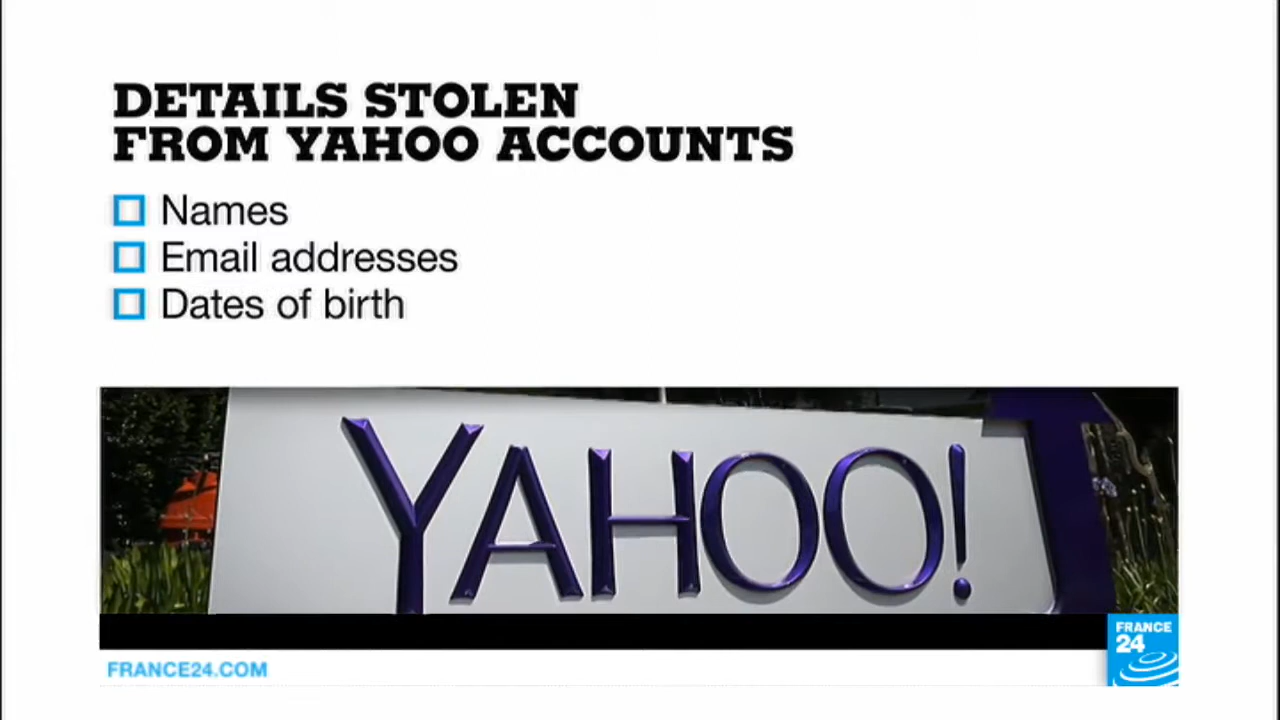 DETAILS STOLEN
FROM YAHOO ACCOUNTS
Names
Email addresses
Dates of birth
YAHOO!
FRANCE
24
FRANCE24.COM